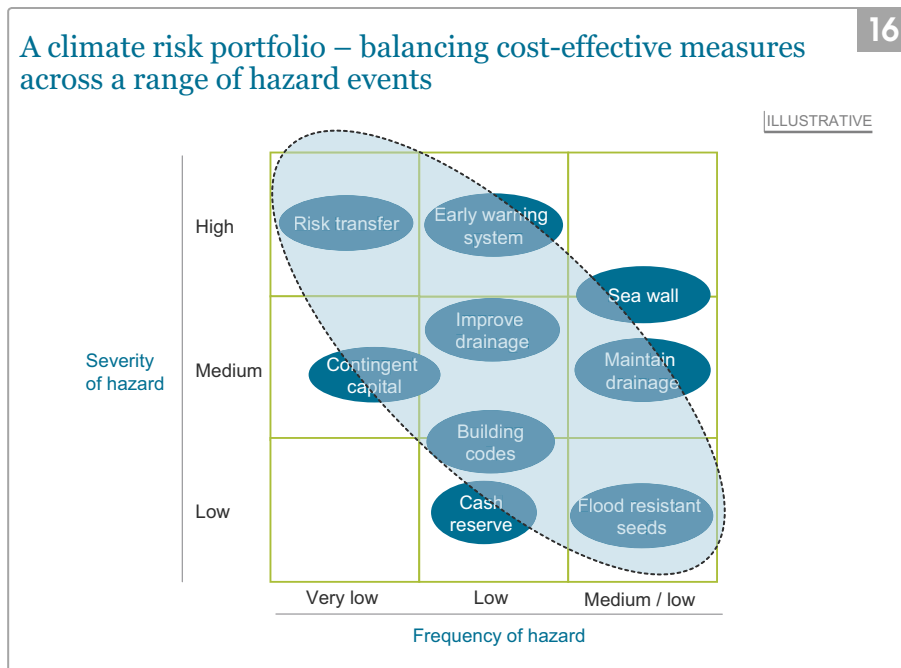 16
A climate risk portfolio – balancing cost-effective measures
across a range of hazard events
ILLUSTRATIVE
High
Risk transfer
Early warning
system
Sea wall
Severity
of hazard
Medium
Improve
drainage
Contingent
capital
Maintain
drainage
Building
codes
Low
Cash
reserve
Flood resistant
seeds
Very low
Low
Medium / low
Frequency of hazard